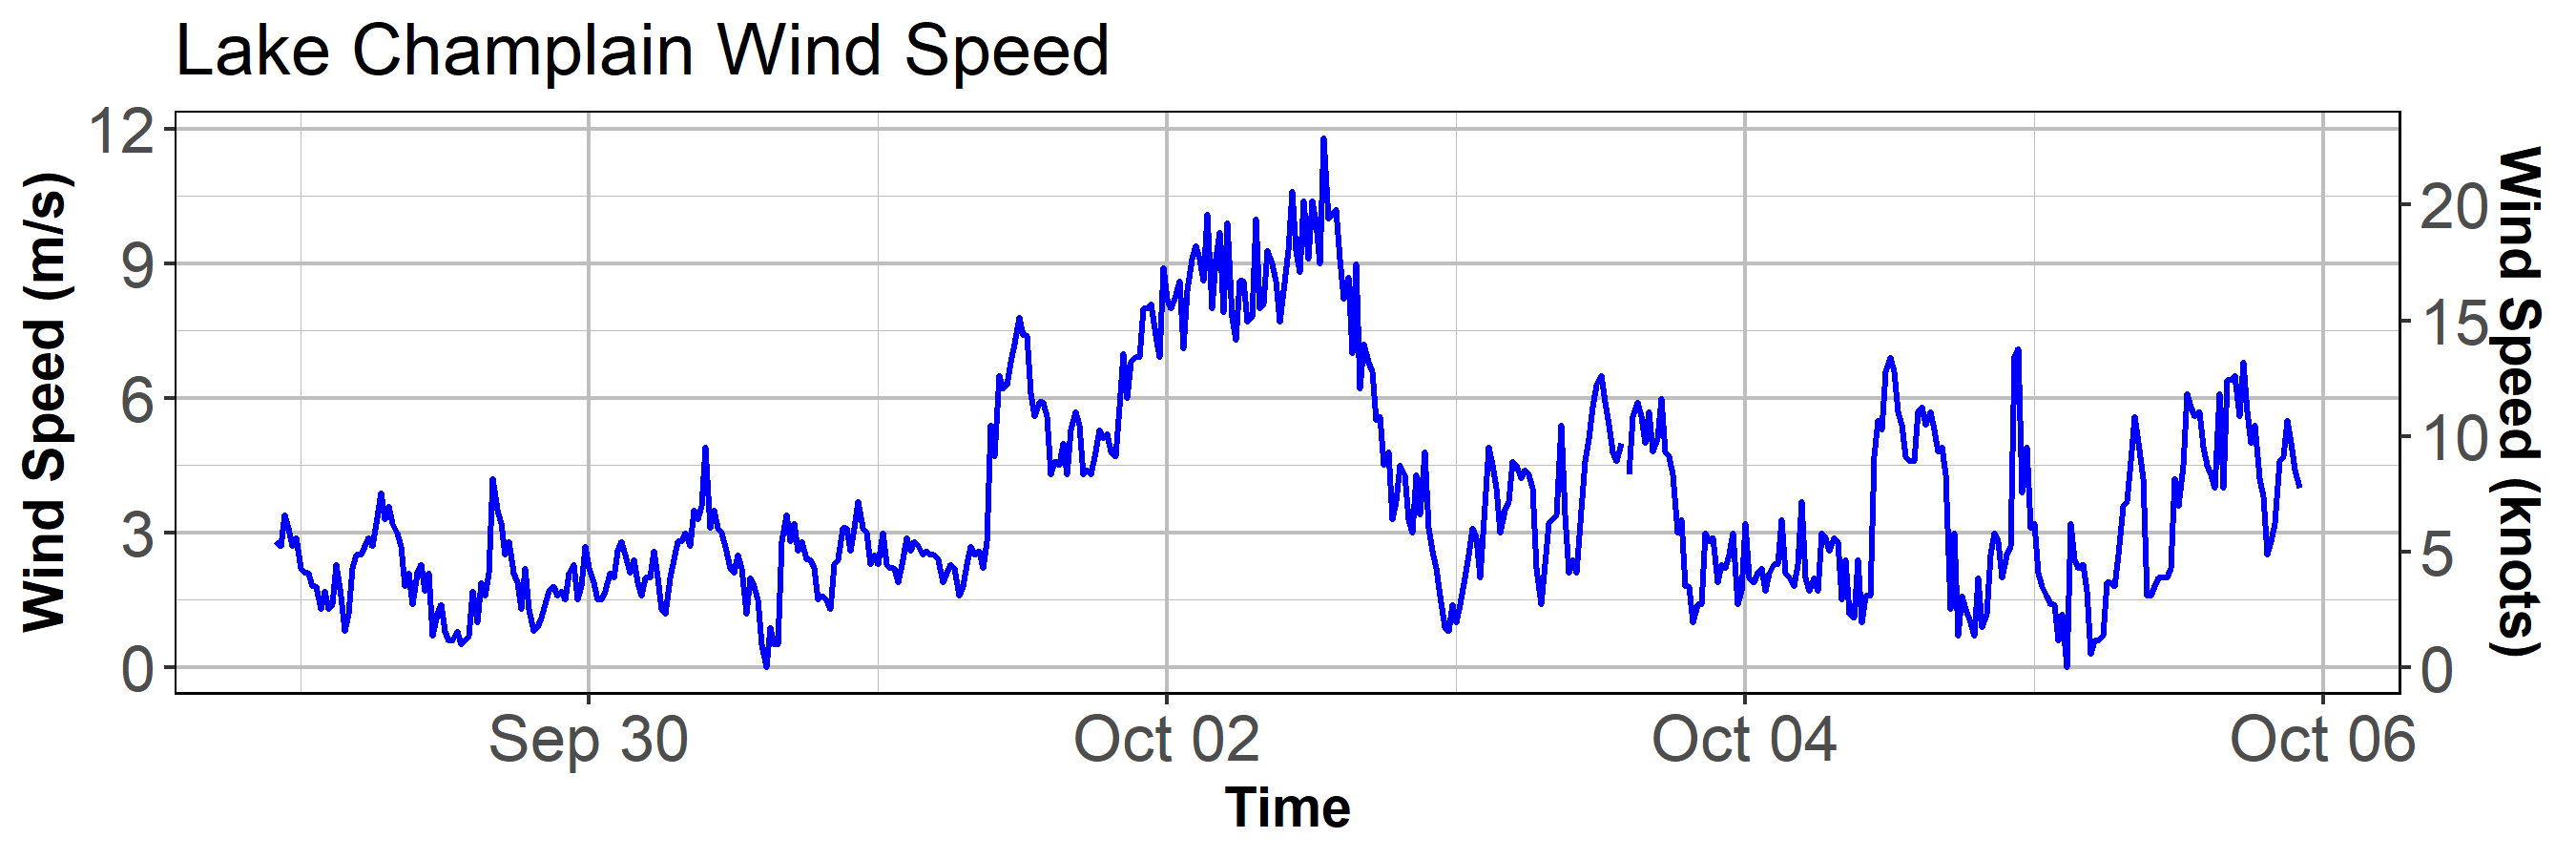 Lake Champlain Wind Speed
12
9
6
3
0
Wind Speed (m/s)
20
15
10
5
0
Wind Speed (knots)
Sep 30
Oct 02
Oct 04
Oct 06
Time